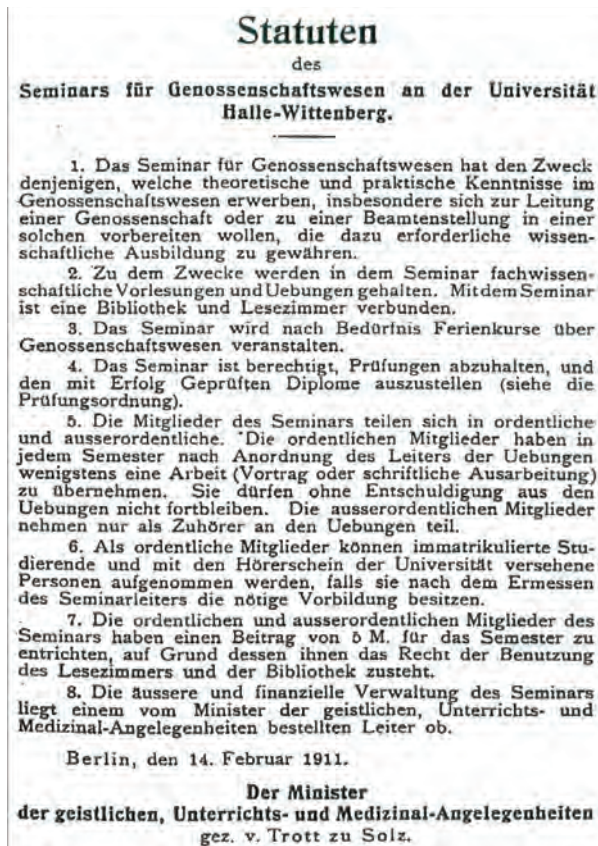 Statuten
des
Seminars für Genossenschaftswesen an der Universität
Halle-Wittenberg.
1. Das Seminar für Genossenschaftswesen hat den Zweck
denjenigen, welche theoretische und praktische Kenntnisse im
Genossenschaftswesen erwerben, insbesondere sich zur Leitung
einer Genossenschaft oder zu einer Beamtenstellung in einer
solchen vorbereiten wollen, die dazu erforderliche wissen-
schaftliche Ausbildung zu gewähren.
2. Zu dem Zwecke werden in dem Seminar fachwissen-
schaftliche Vorlesungen und Uebungen gehalten. Mit dem Seminar
ist eine Bibliothek und Lesezimmer verbunden.
3. Das Seminar wird nach Bedürfnis Ferienkurse über
Genossenschaftswesen veranstalten.
4. Das Seminar ist berechtigt, Prüfungen abzuhalten, und
den mit Erfolg Geprüften Diplome auszustellen (siehe die
Prüfungsordnung).
5. Die Mitglieder des Seminars teilen sich in ordentliche
und ausserordentliche. Die ordentlichen Mitglieder haben in
jedem Semester nach Anordnung des Leiters der Uebungen
wenigstens eine Arbeit (Vortrag oder schriftliche Ausarbeitung)
zu übernehmen. Sie dürfen ohne Entschuldigung aus den
Uebungen nicht fortbleiben. Die ausserordentlichen Mitglieder
nehmen nur als Zuhörer an den Uebungen teil.
6. Als ordentliche Mitglieder können immatrikulierte Stu-
dierende und mit den Hörerschein der Universität versehene
Personen aufgenommen werden, falls sie nach dem Ermessen
des Seminarleiters die nötige Vorbildung besitzen.
7. Die ordentlichen und ausserordentlichen Mitglieder des
Seminars haben einen Beitrag von 5 M. für das Semester zu
entrichten, auf Grund dessen ihnen das Recht der Benutzung
des Lesezimmers und der Bibliothek zusteht.
8. Die äussere und finanzielle Verwaltung des Seminars
liegt einem vom Minister der geistlichen, Unterrichts- und
Medizinal-Angelegenheiten bestellten Leiter ob.
Berlin, den 14. Februar 1911.
Der Minister
der geistlichen, Unterrichts- und Medizinal-Angelegenheiten
gez. v. Trott zu Solz.